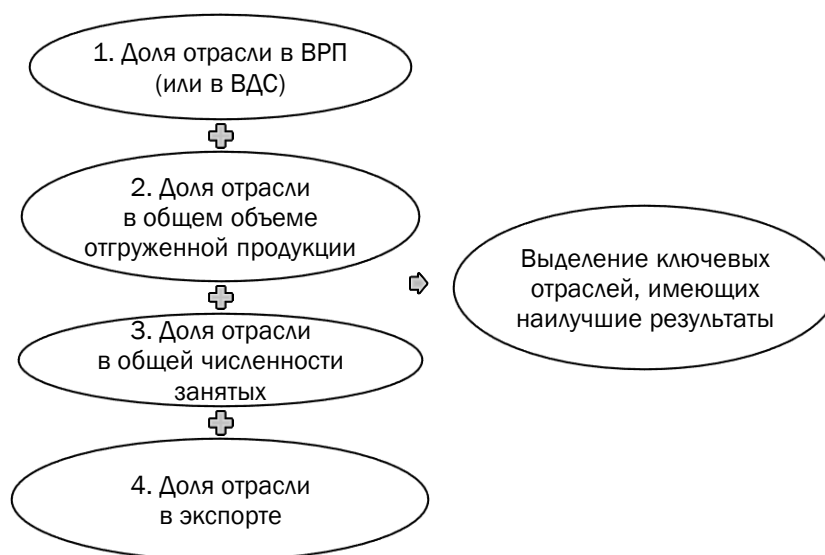 1. Доля отрасли в ВРП
(или в ВДС)
2. Доля отрасли
в общем объеме
отгруженной продукции
3. Доля отрасли
в общей численности
занятых
4. Доля отрасли
в экспорте
Выделение ключевых
отраслей, имеющих
наилучшие результаты